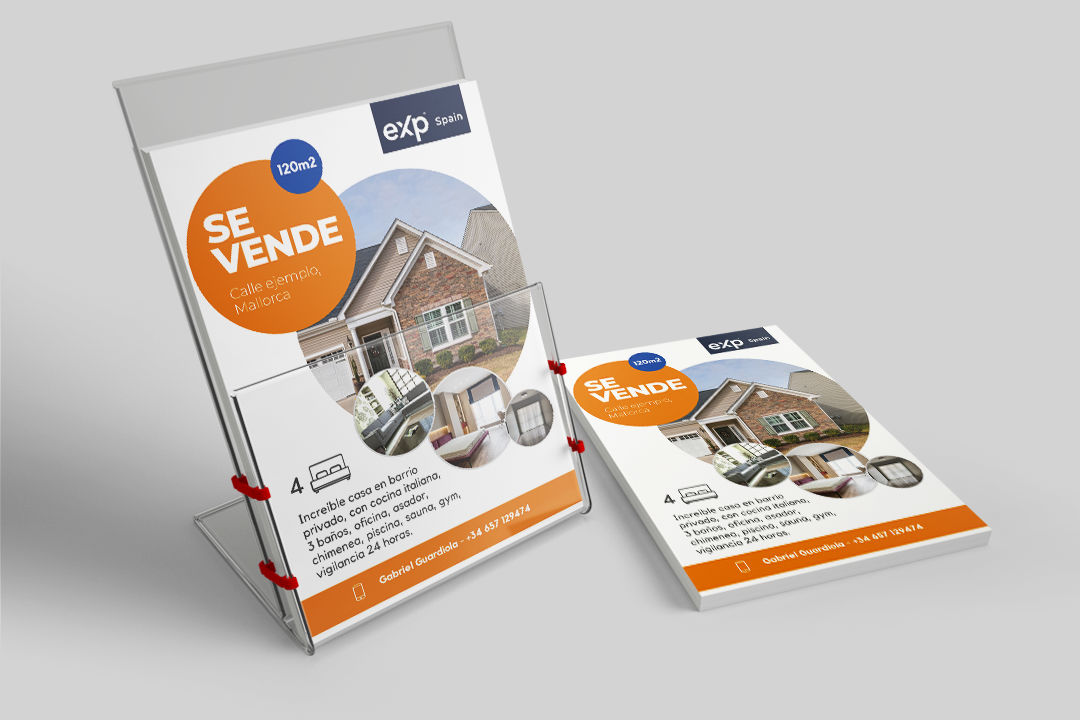 exp Spain
120m2
SE
VENDE
Calle ejemplo,
Mallorca
4
Increíble casa en barrio
privado, con cocina italiana,
3 baños, oficina, asador,
chimenea, piscina, sauna, gym,
vigilancia 24 horas.
Gabriel Guardiola - +34 657 129474
exp Spain
120m2
SE
VENDE
Calle ejemplo,
Mallorca
4
Increíble casa en barrio
privado, con cocina italiana,
3 baños, oficina, asador,
chimenea, piscina, sauna, gym,
vigilancia 24 horas.
Gabriel Guardiola - +34 657 129474